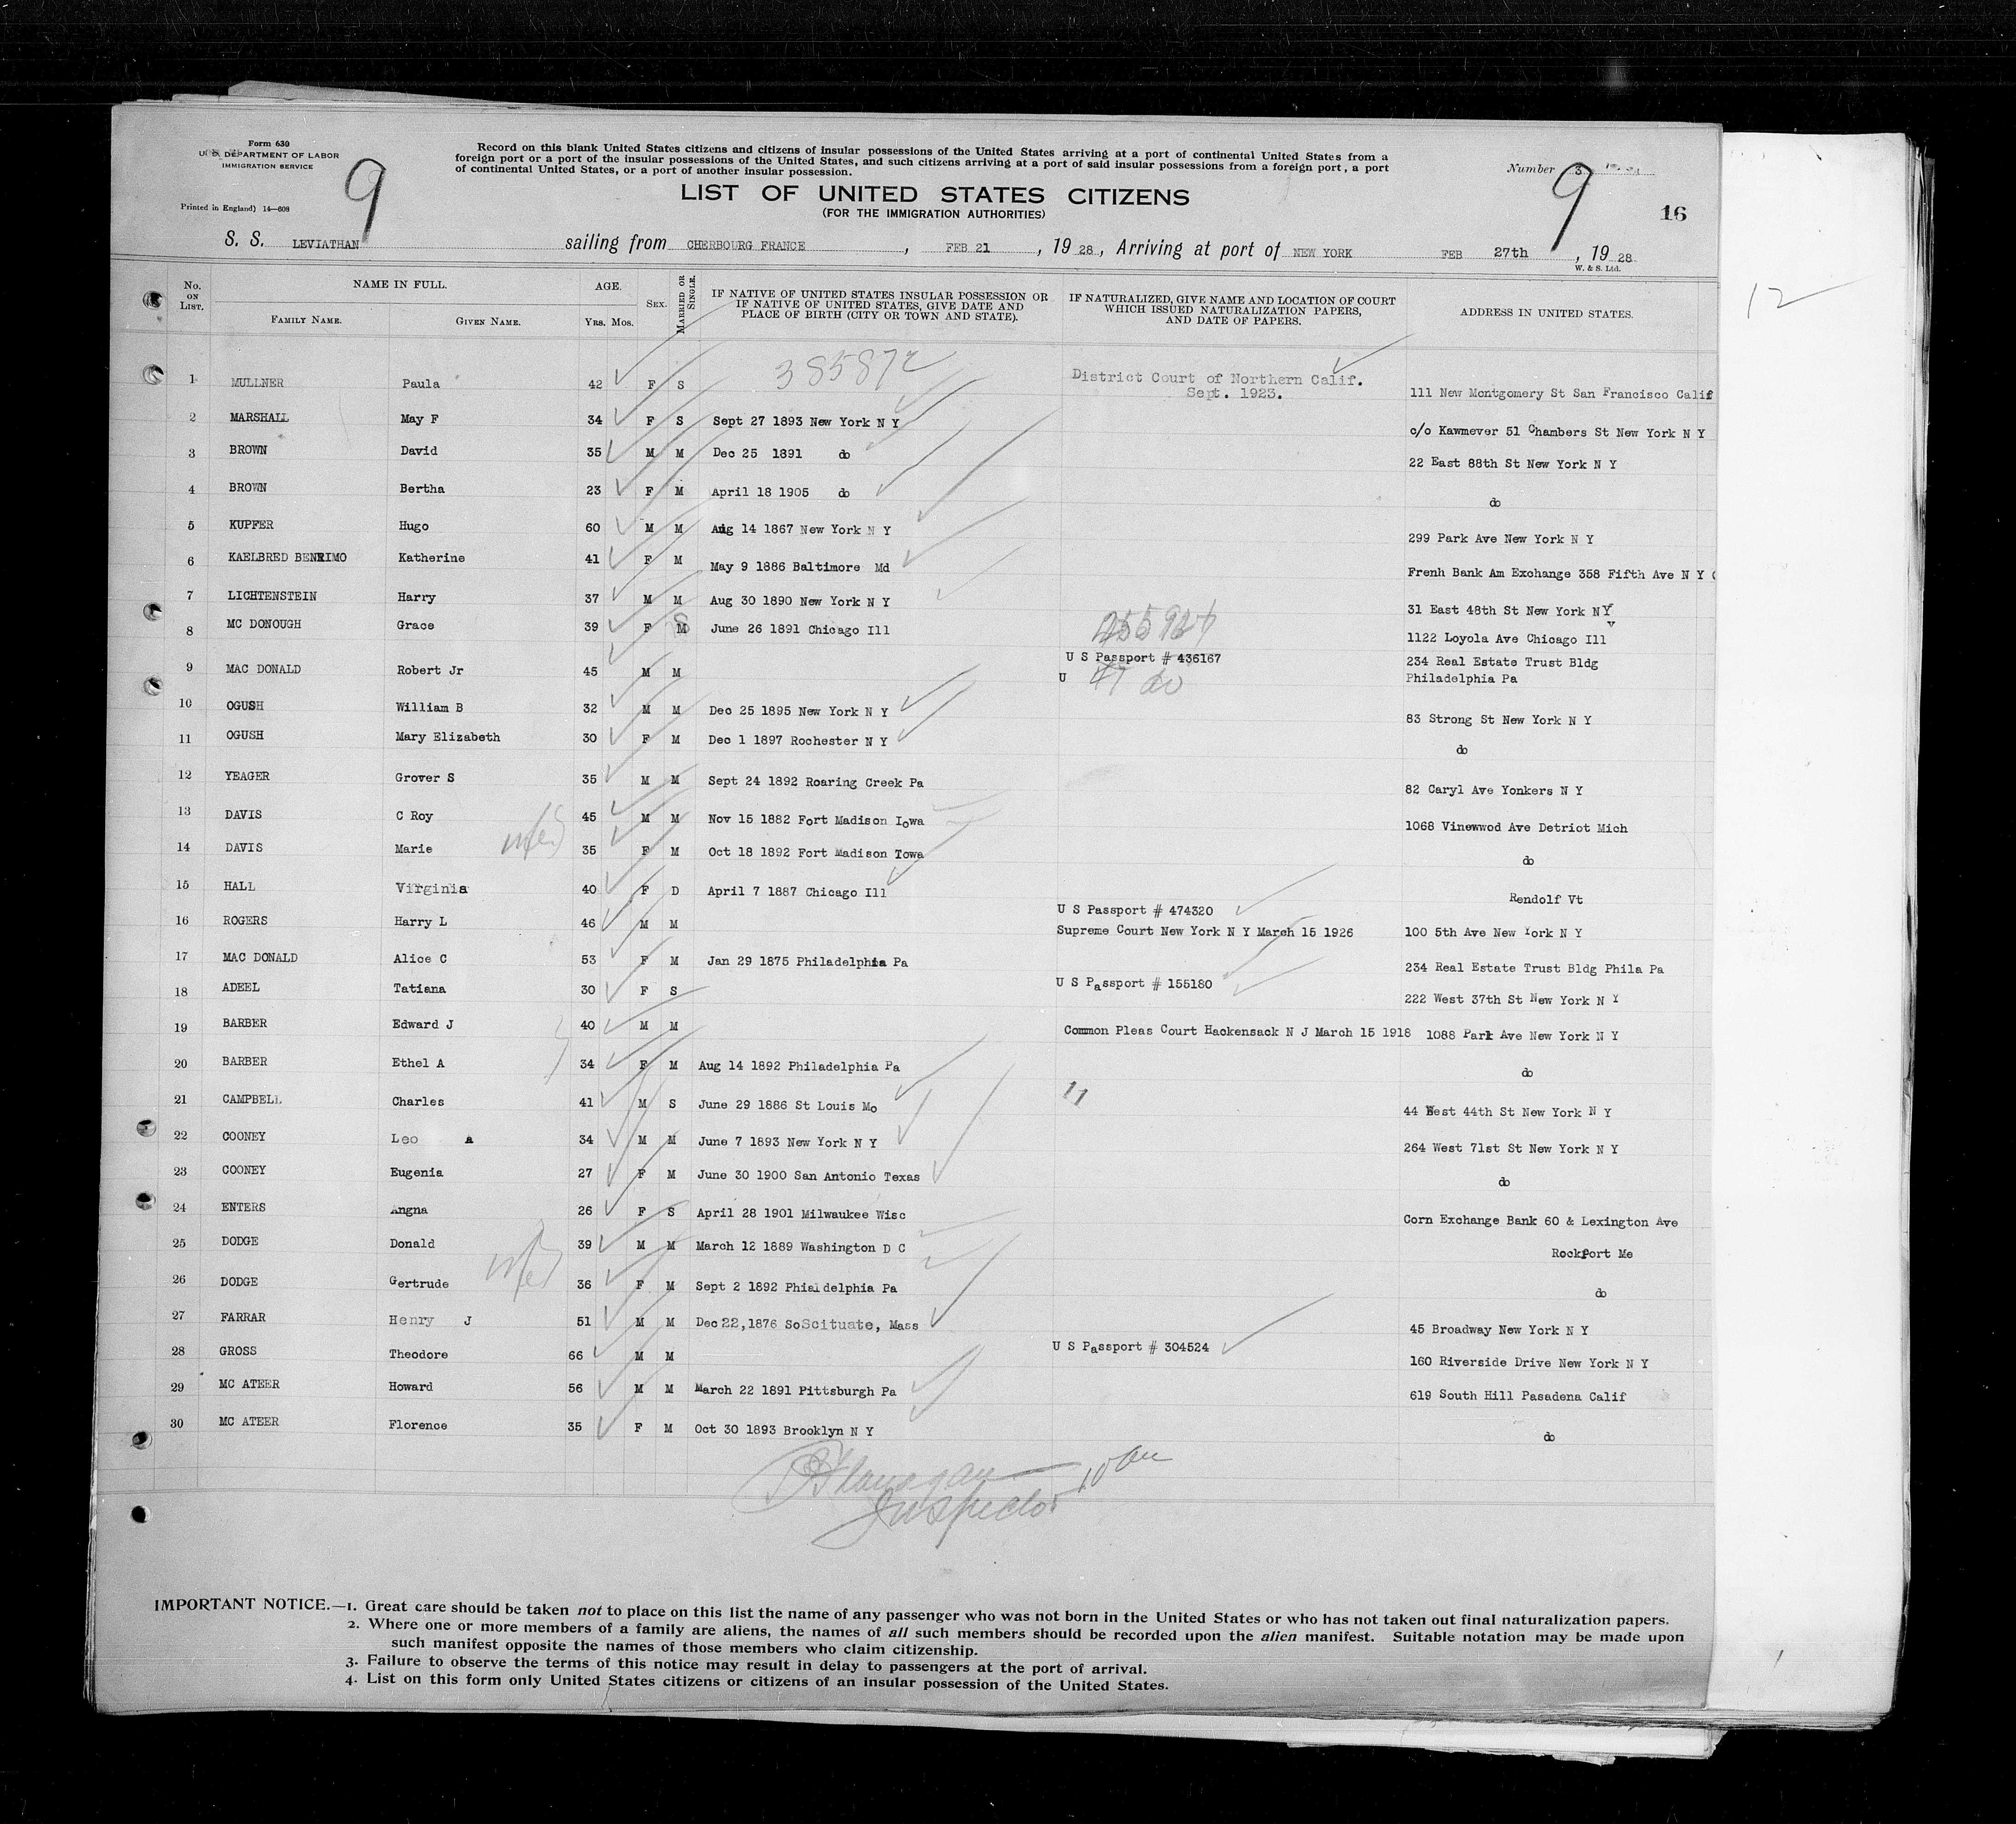 Form 630
U. S. DEPARTMENT OF LABOR
IMMIGRATION SERVICE
Printed in England) 14—608
9
Record on this blank United States citizens and citizens of insular possessions of the United States arriving at a port of continental United States from a
foreign port or a port of the insular possessions of the United States, and such citizens arriving at a port of said insular possessions from a foreign port, a port
of continental United States, or a port of another insular possession.
LIST OF UNITED STATES CITIZENS
(FOR THE IMMIGRATION AUTHORITIES)
Number 3
9
16
12
S. S. LEVIATHAN sailing from CHERBOURG FRANCE, FEB 21, 19 28, Arriving at port of NEW YORK FEB 27th, 19 28
W. & S. Ltd.
No. ON LIST. NAME IN FULL. FAMILY NAME. GIVEN NAME. AGE. Yrs. Mos. SEX. MARRIED OR SINGLE. IF NATIVE OF UNITED STATES INSULAR POSSESSION OR IF NATIVE OF UNITED STATES, GIVE DATE AND PLACE OF BIRTH (CITY OR TOWN AND STATE). IF NATURALIZED, GIVE NAME AND LOCATION OF COURT WHICH ISSUED NATURALIZATION PAPERS, AND DATE OF PAPERS. ADDRESS IN UNITED STATES.
1 MULLNER Paula 42 F S 385872 District Court of Northern Calif. Sept. 1923. 111 New Montgomery St San Francisco Calif
2 MARSHALL May F 34 F S Sept 27 1893 New York N Y c/o Kawmever 51 Chambers St New York N Y
3 BROWN David 35 M M Dec 25 1891 do 22 East 88th St New York N Y
4 BROWN Bertha 23 F M April 18 1905 do do
5 KUPFER Hugo 60 M M Aug 14 1867 New York N Y 299 Park Ave New York N Y
6 KAELBRED BENRIMO Katherine 41 F M May 9 1886 Baltimore Md Frenh Bank Am Exchange 358 Fifth Ave N Y C
7 LICHTENSTEIN Harry 37 M M Aug 30 1890 New York N Y 31 East 48th St New York N Y
8 MC DONOUGH Grace 39 F M S June 26 1891 Chicago Ill 1122 Loyola Ave Chicago Ill
9 MAC DONALD Robert Jr 45 M M U S Passport # 436167 U do 234 Real Estate Trust Bldg Philadelphia Pa
10 OGUSH William B 32 M M Dec 25 1895 New York N Y 83 Strong St New York N Y
11 OGUSH Mary Elizabeth 30 F M Dec 1 1897 Rochester N Y do
12 YEAGER Grover S 35 M M Sept 24 1892 Roaring Creek Pa 82 Caryl Ave Yonkers N Y
13 DAVIS C Roy 45 M M Nov 15 1882 Fort Madison Iowa 1068 Vinewwod Ave Detriot Mich
14 DAVIS Marie 35 F M Oct 18 1892 Fort Madison Towa do
15 HALL Virginia 40 F D April 7 1887 Chicago Ill Rendolf Vt
16 ROGERS Harry L 46 M M U S Passport # 474320 Supreme Court New York N Y March 15 1926 100 5th Ave New York N Y
17 MAC DONALD Alice C 53 F M Jan 29 1875 Philadelphia Pa 234 Real Estate Trust Bldg Phila Pa
18 ADEEL Tatiana 30 F S U S Passport # 155180 222 West 37th St New York N Y
19 BARBER Edward J 40 M M Common Pleas Court Hackensack N J March 15 1918 1088 Park Ave New York N Y
20 BARBER Ethel A 34 F M Aug 14 1892 Philadelphia Pa do
21 CAMPBELL Charles 41 M S June 29 1886 St Louis Mo 44 West 44th St New York N Y
22 COONEY Leo a 34 M M June 7 1893 New York N Y 264 West 71st St New York N Y
23 COONEY Eugenia 27 F M June 30 1900 San Antonio Texas do
24 ENTERS Angna 26 F S April 28 1901 Milwaukee Wisc Corn Exchange Bank 60 & Lexington Ave
25 DODGE Donald 39 M M March 12 1889 Washington D C Rockport Me
26 DODGE Gertrude 36 F M Sept 2 1892 Phialdelphia Pa do
27 FARRAR Henry J 51 M M Dec 22,1876 SoScituate, Mass 45 Broadway New York N Y
28 GROSS Theodore 66 M M U S Passport # 304524 160 Riverside Drive New York N Y
29 MC ATEER Howard 56 M M March 22 1891 Pittsburgh Pa 619 South Hill Pasadena Calif
30 MC ATEER Florence 35 F M Oct 30 1893 Brooklyn N Y do
Flanagan
Inspector
IMPORTANT NOTICE.—1. Great care should be taken not to place on this list the name of any passenger who was not born in the United States or who has not taken out final naturalization papers.
2. Where one or more members of a family are aliens, the names of all such members should be recorded upon the alien manifest. Suitable notation may be made upon
such manifest opposite the names of those members who claim citizenship.
3. Failure to observe the terms of this notice may result in delay to passengers at the port of arrival.
4. List on this form only United States citizens or citizens of an insular possession of the United States.